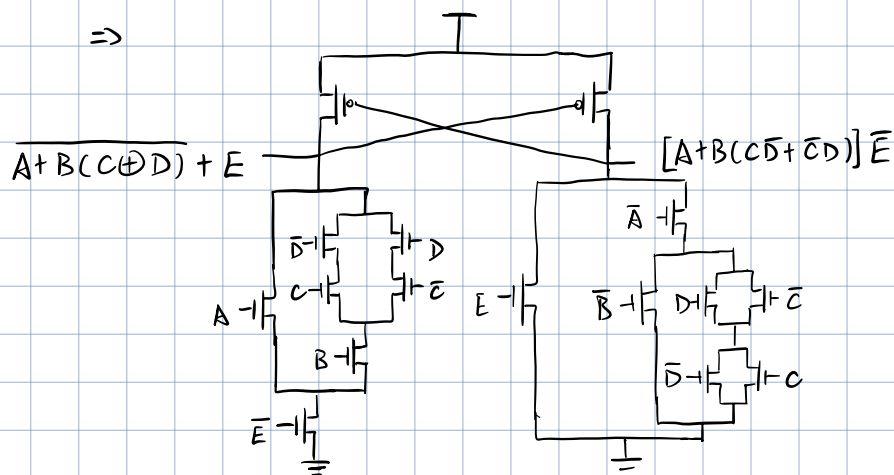 ⇒
A̅+̅ ̅B̅(̅C̅⊕̅D̅)̅ + E
[A+B(CD̅+C̅D)]E̅
A̅
D̅
D
C
C̅
A
E
B̅
D
C̅
B
D̅
C
E̅